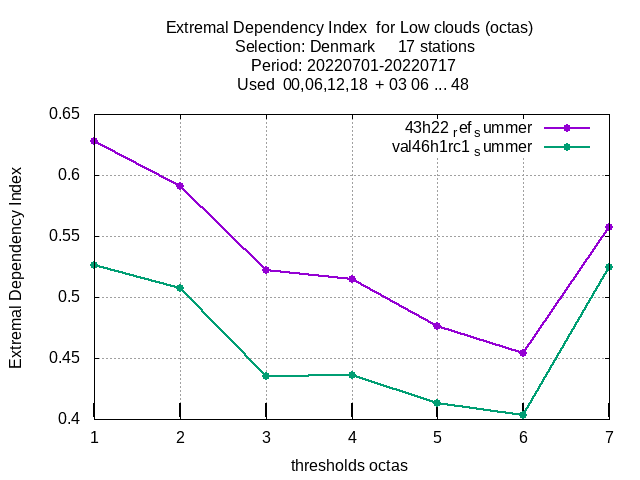 Extremal Dependency Index  for Low clouds (octas)
Selection: Denmark     17 stations
Period: 20220701-20220717
Used  00,06,12,18  + 03 06 ... 48
43h22 ref summer
val46h1rc1 summer
Extremal Dependency Index
0.65
0.6
0.55
0.5
0.45
0.4
1 2 3 4 5 6 7
thresholds octas